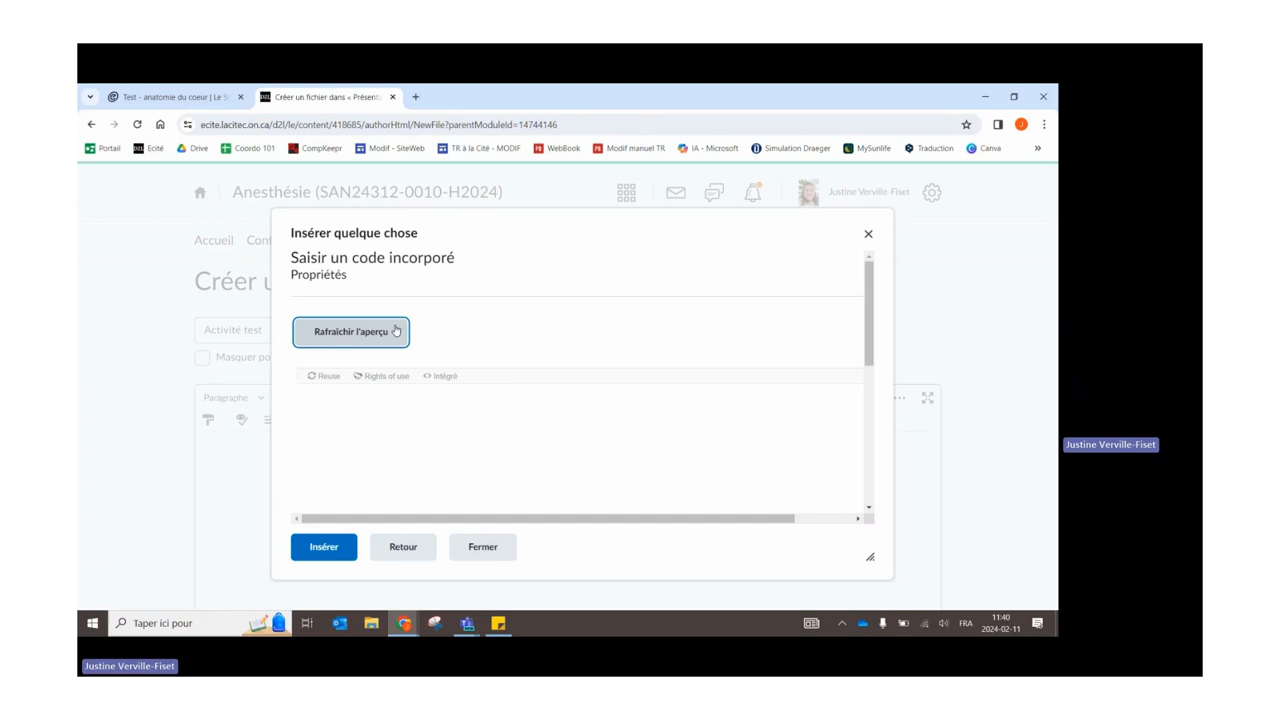 Test - anatomie du coeur | Le S
Créer un fichier dans « Présent
ecite.lacitec.on.ca/d2l/le/content/418685/authorHtml/NewFile?parentModuleId=14744146
Portail Ecité Drive Coordo 101 CompKeepr Modif - SiteWeb TR à la Cité - MODIF WebBook Modif manuel TR IA - Microsoft Simulation Draeger MySunlife Traduction Canva »
Anesthésie (SAN24312-0010-H2024)
Justine Verville-Fiset
Accueil Con
Créer u
Activité test
Masquer po
Paragraphe
Insérer quelque chose
Saisir un code incorporé
Propriétés
Rafraîchir l'aperçu
Reuse Rights of use Intégré
Insérer Retour Fermer
Justine Verville-Fiset
Taper ici pour
FRA
11:40
2024-02-11
Justine Verville-Fiset